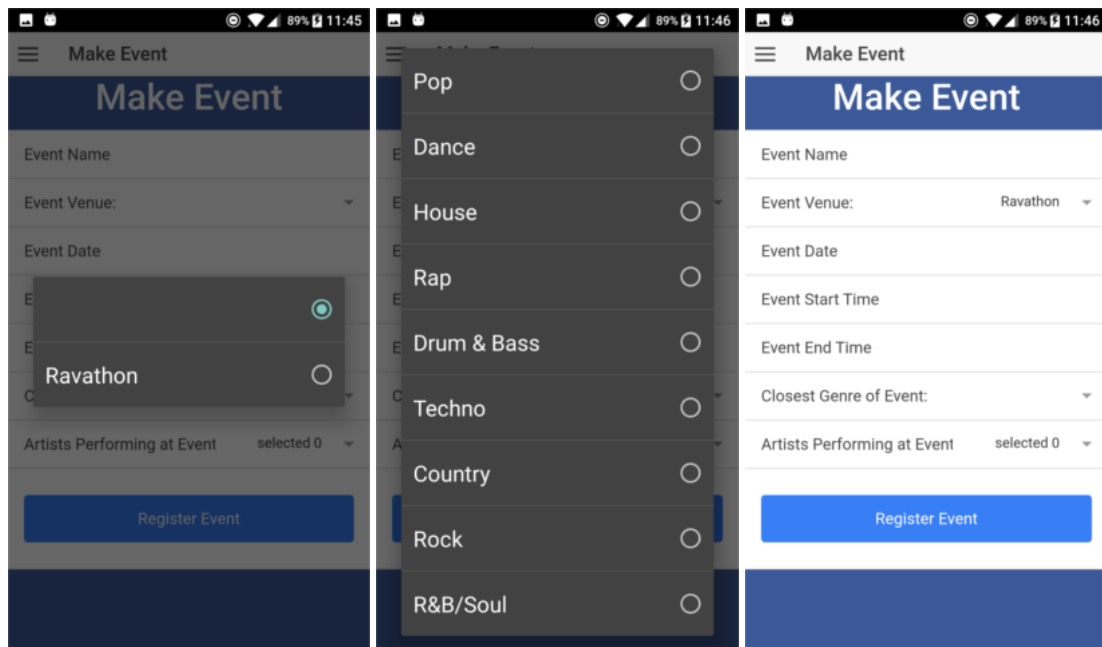 89% 11:45
Make Event
Make Event
Event Name
Event Venue:
Event Date
E
E
Ravathon
C
Artists Performing at Event selected 0
Register Event
89% 11:46
Pop
Dance
E
House
E
E
Rap
E
Drum & Bass
E
Techno
C
Country
A
Rock
R&B/Soul
89% 11:46
Make Event
Make Event
Event Name
Event Venue: Ravathon
Event Date
Event Start Time
Event End Time
Closest Genre of Event:
Artists Performing at Event selected 0
Register Event